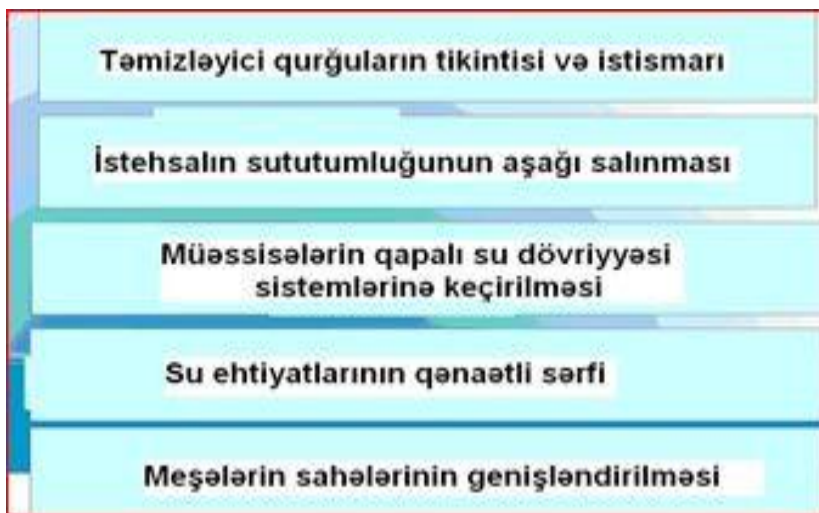 Təmizləyici qurğuların tikintisi və istismarı
İstehsalın sututumluğunun aşağı salınması
Müəssisələrin qapalı su dövriyyəsi
sistemlərinə keçirilməsi
Su ehtiyatlarının qənaətli sərfi
Meşələrin sahələrinin genişləndirilməsi